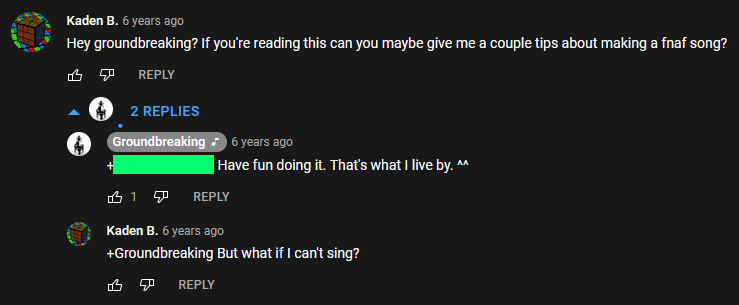 Kaden B. 6 years ago
Hey groundbreaking? If you're reading this can you maybe give me a couple tips about making a fnaf song?
REPLY
2 REPLIES
Groundbreaking 6 years ago
+ Have fun doing it. That's what I live by. ^^
1 REPLY
Kaden B. 6 years ago
+Groundbreaking But what if I can't sing?
REPLY